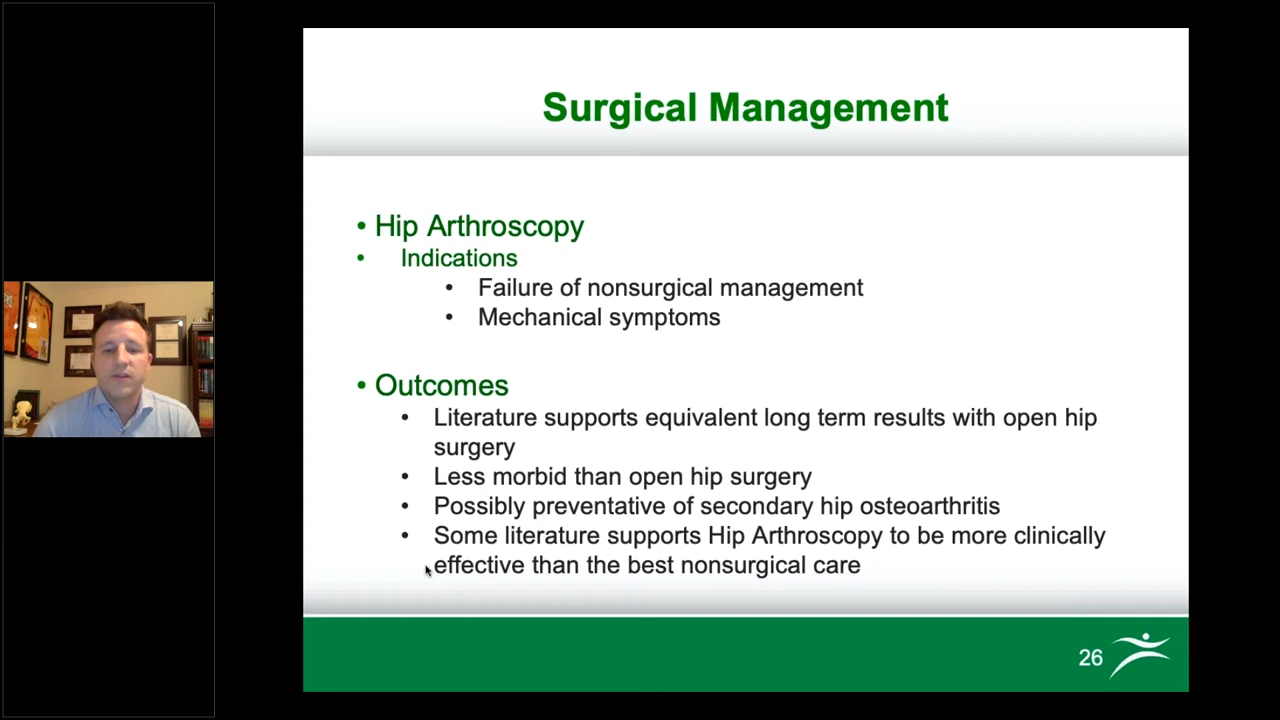 Surgical Management
• Hip Arthroscopy
• Indications
• Failure of nonsurgical management
• Mechanical symptoms
• Outcomes
• Literature supports equivalent long term results with open hip
surgery
• Less morbid than open hip surgery
• Possibly preventative of secondary hip osteoarthritis
• Some literature supports Hip Arthroscopy to be more clinically
effective than the best nonsurgical care
26